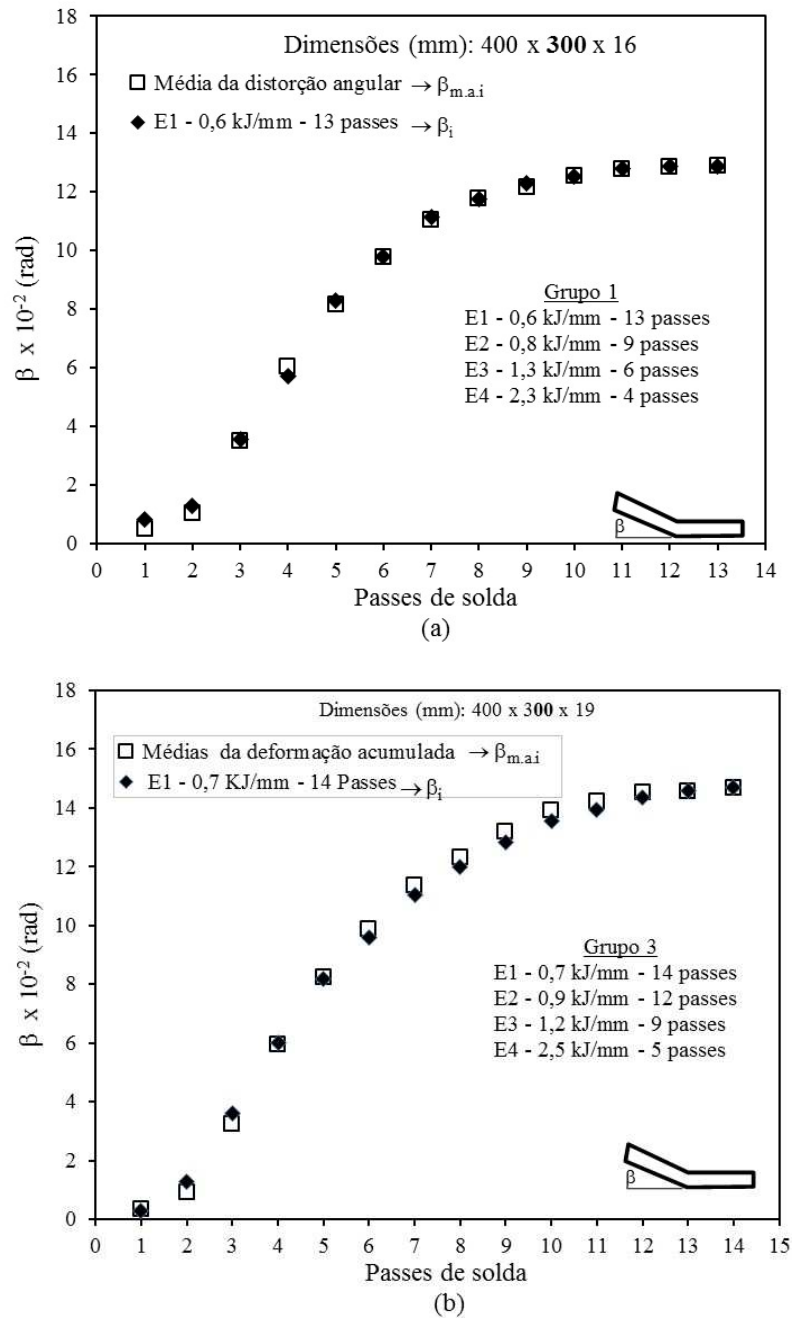 18
16
14
12
10
8
6
4
2
0
β x 10⁻² (rad)
Dimensões (mm): 400 x 300 x 16
Média da distorção angular → βm.a.i
E1 - 0,6 kJ/mm - 13 passes → βi
Grupo 1
E1 - 0,6 kJ/mm - 13 passes
E2 - 0,8 kJ/mm - 9 passes
E3 - 1,3 kJ/mm - 6 passes
E4 - 2,3 kJ/mm - 4 passes
β
0 1 2 3 4 5 6 7 8 9 10 11 12 13 14
Passes de solda
(a)
18
16
14
12
10
8
6
4
2
0
β x 10⁻² (rad)
Dimensões (mm): 400 x 300 x 19
Médias da deformação acumulada → βm.a.i
E1 - 0,7 KJ/mm - 14 Passes → βi
Grupo 3
E1 - 0,7 kJ/mm - 14 passes
E2 - 0,9 kJ/mm - 12 passes
E3 - 1,2 kJ/mm - 9 passes
E4 - 2,5 kJ/mm - 5 passes
β
0 1 2 3 4 5 6 7 8 9 10 11 12 13 14 15
Passes de solda
(b)